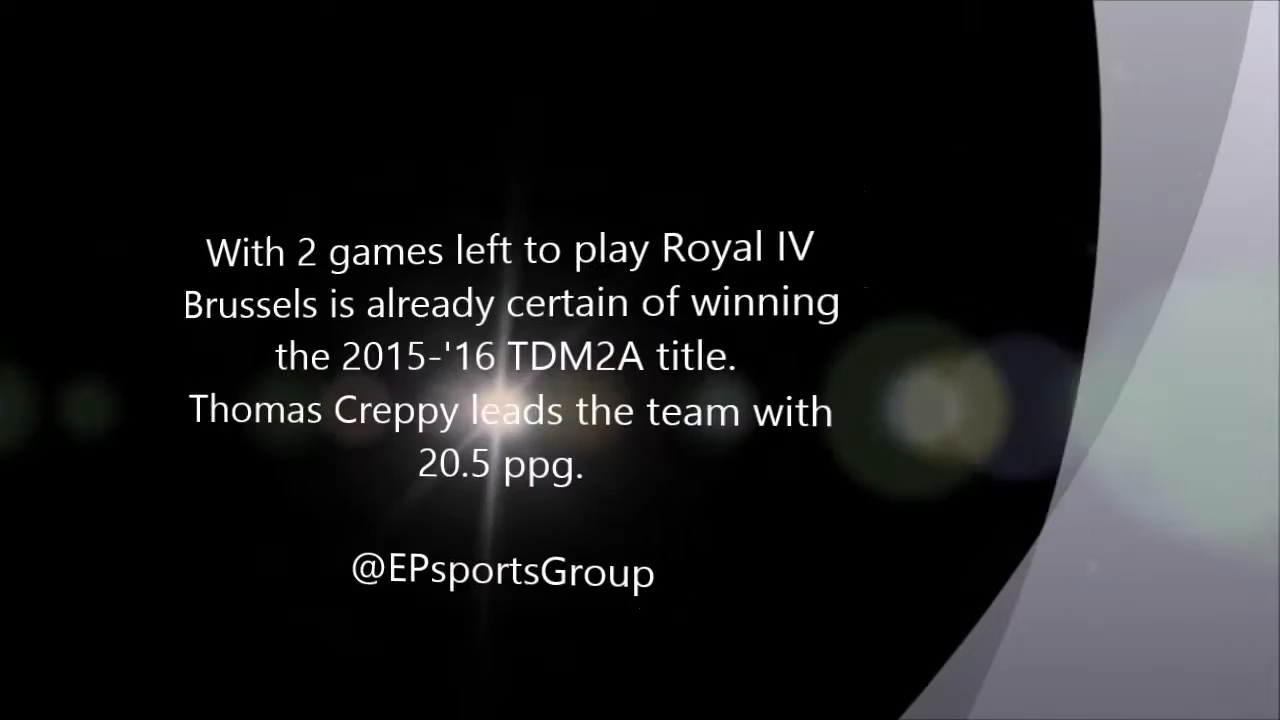 With 2 games left to play Royal IV
Brussels is already certain of winning
the 2015-'16 TDM2A title.
Thomas Creppy leads the team with
20.5 ppg.
@EPsportsGroup